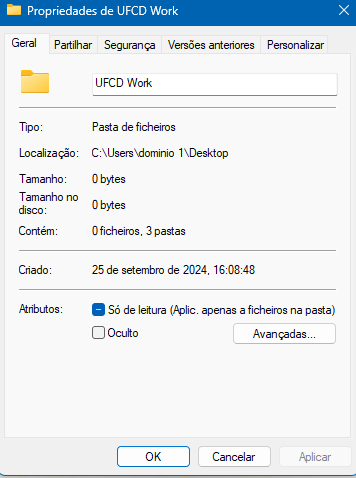 Propriedades de UFCD Work
Geral Partilhar Segurança Versões anteriores Personalizar
UFCD Work
Tipo: Pasta de ficheiros
Localização: C:\Users\dominio 1\Desktop
Tamanho: 0 bytes
Tamanho no
disco: 0 bytes
Contém: 0 ficheiros, 3 pastas
Criado: 25 de setembro de 2024, 16:08:48
Atributos: Só de leitura (Aplic. apenas a ficheiros na pasta)
Oculto Avançadas...
OK Cancelar Aplicar